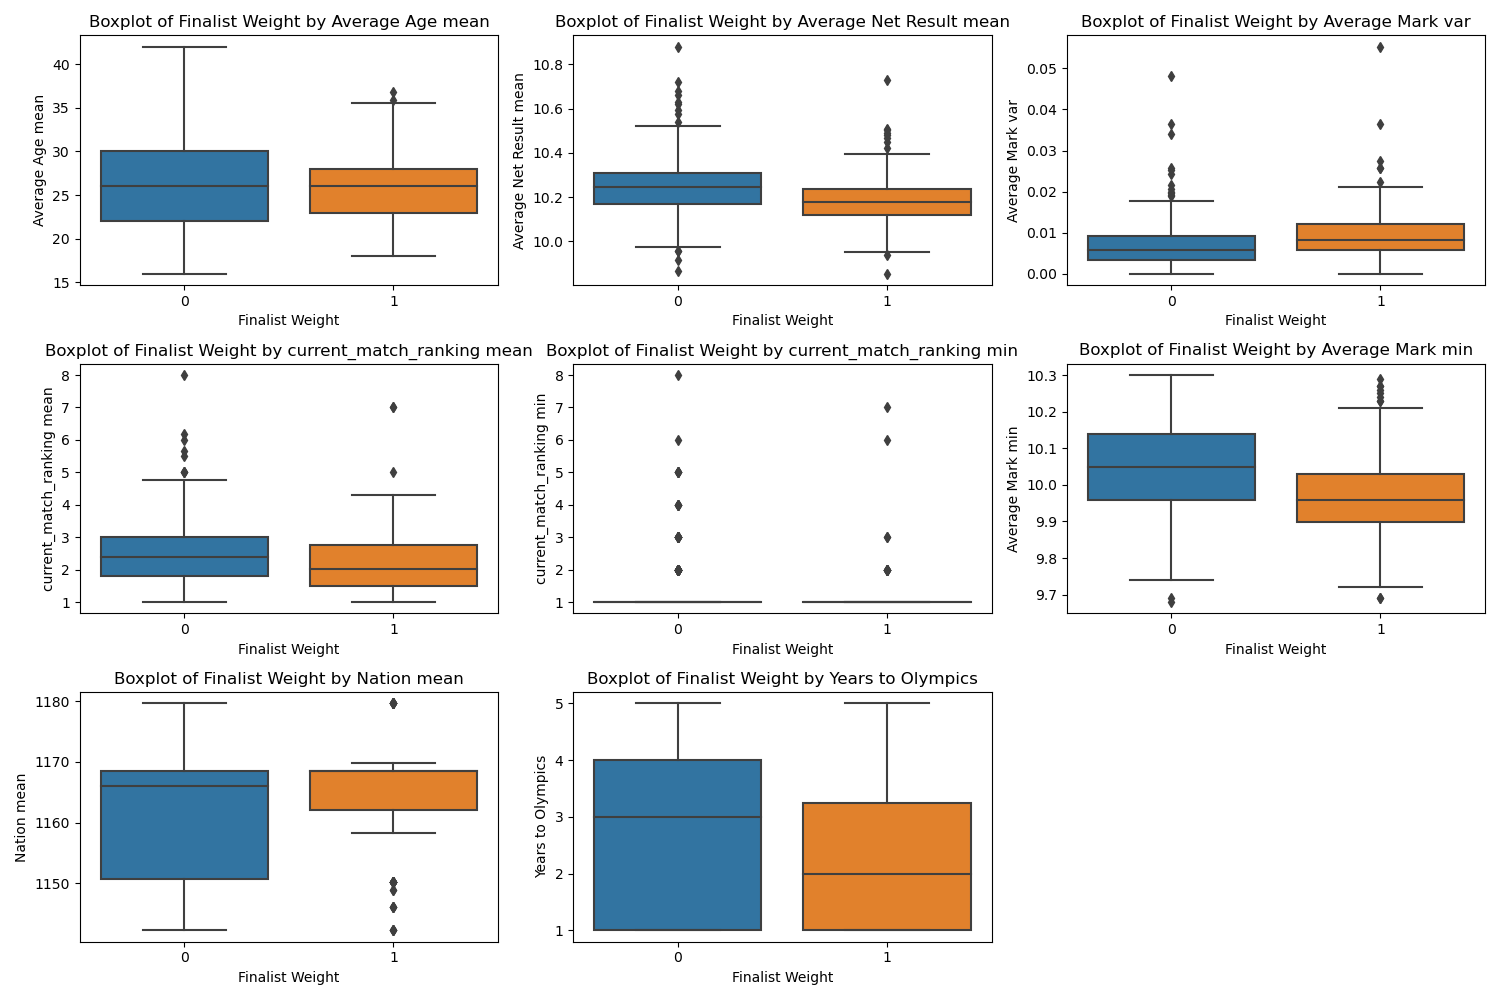 Boxplot of Finalist Weight by Average Age mean
Average Age mean
40
35
30
25
20
15
0 1
Finalist Weight
Boxplot of Finalist Weight by Average Net Result mean
Average Net Result mean
10.8
10.6
10.4
10.2
10.0
0 1
Finalist Weight
Boxplot of Finalist Weight by Average Mark var
Average Mark var
0.05
0.04
0.03
0.02
0.01
0.00
0 1
Finalist Weight
Boxplot of Finalist Weight by current_match_ranking mean
current_match_ranking mean
8
7
6
5
4
3
2
1
0 1
Finalist Weight
Boxplot of Finalist Weight by current_match_ranking min
current_match_ranking min
8
7
6
5
4
3
2
1
0 1
Finalist Weight
Boxplot of Finalist Weight by Average Mark min
Average Mark min
10.3
10.2
10.1
10.0
9.9
9.8
9.7
0 1
Finalist Weight
Boxplot of Finalist Weight by Nation mean
Nation mean
1180
1170
1160
1150
0 1
Finalist Weight
Boxplot of Finalist Weight by Years to Olympics
Years to Olympics
5
4
3
2
1
0 1
Finalist Weight